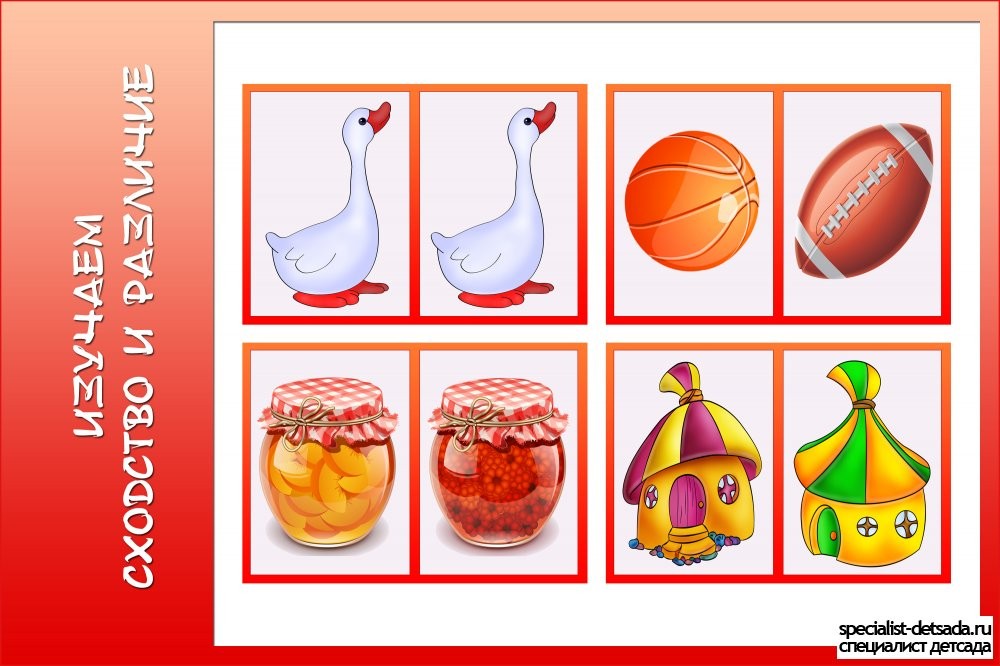 ИЗУЧАЕМ
СХОДСТВО И РАЗЛИЧИЕ
specialist-detsada.ru
специалист детсада